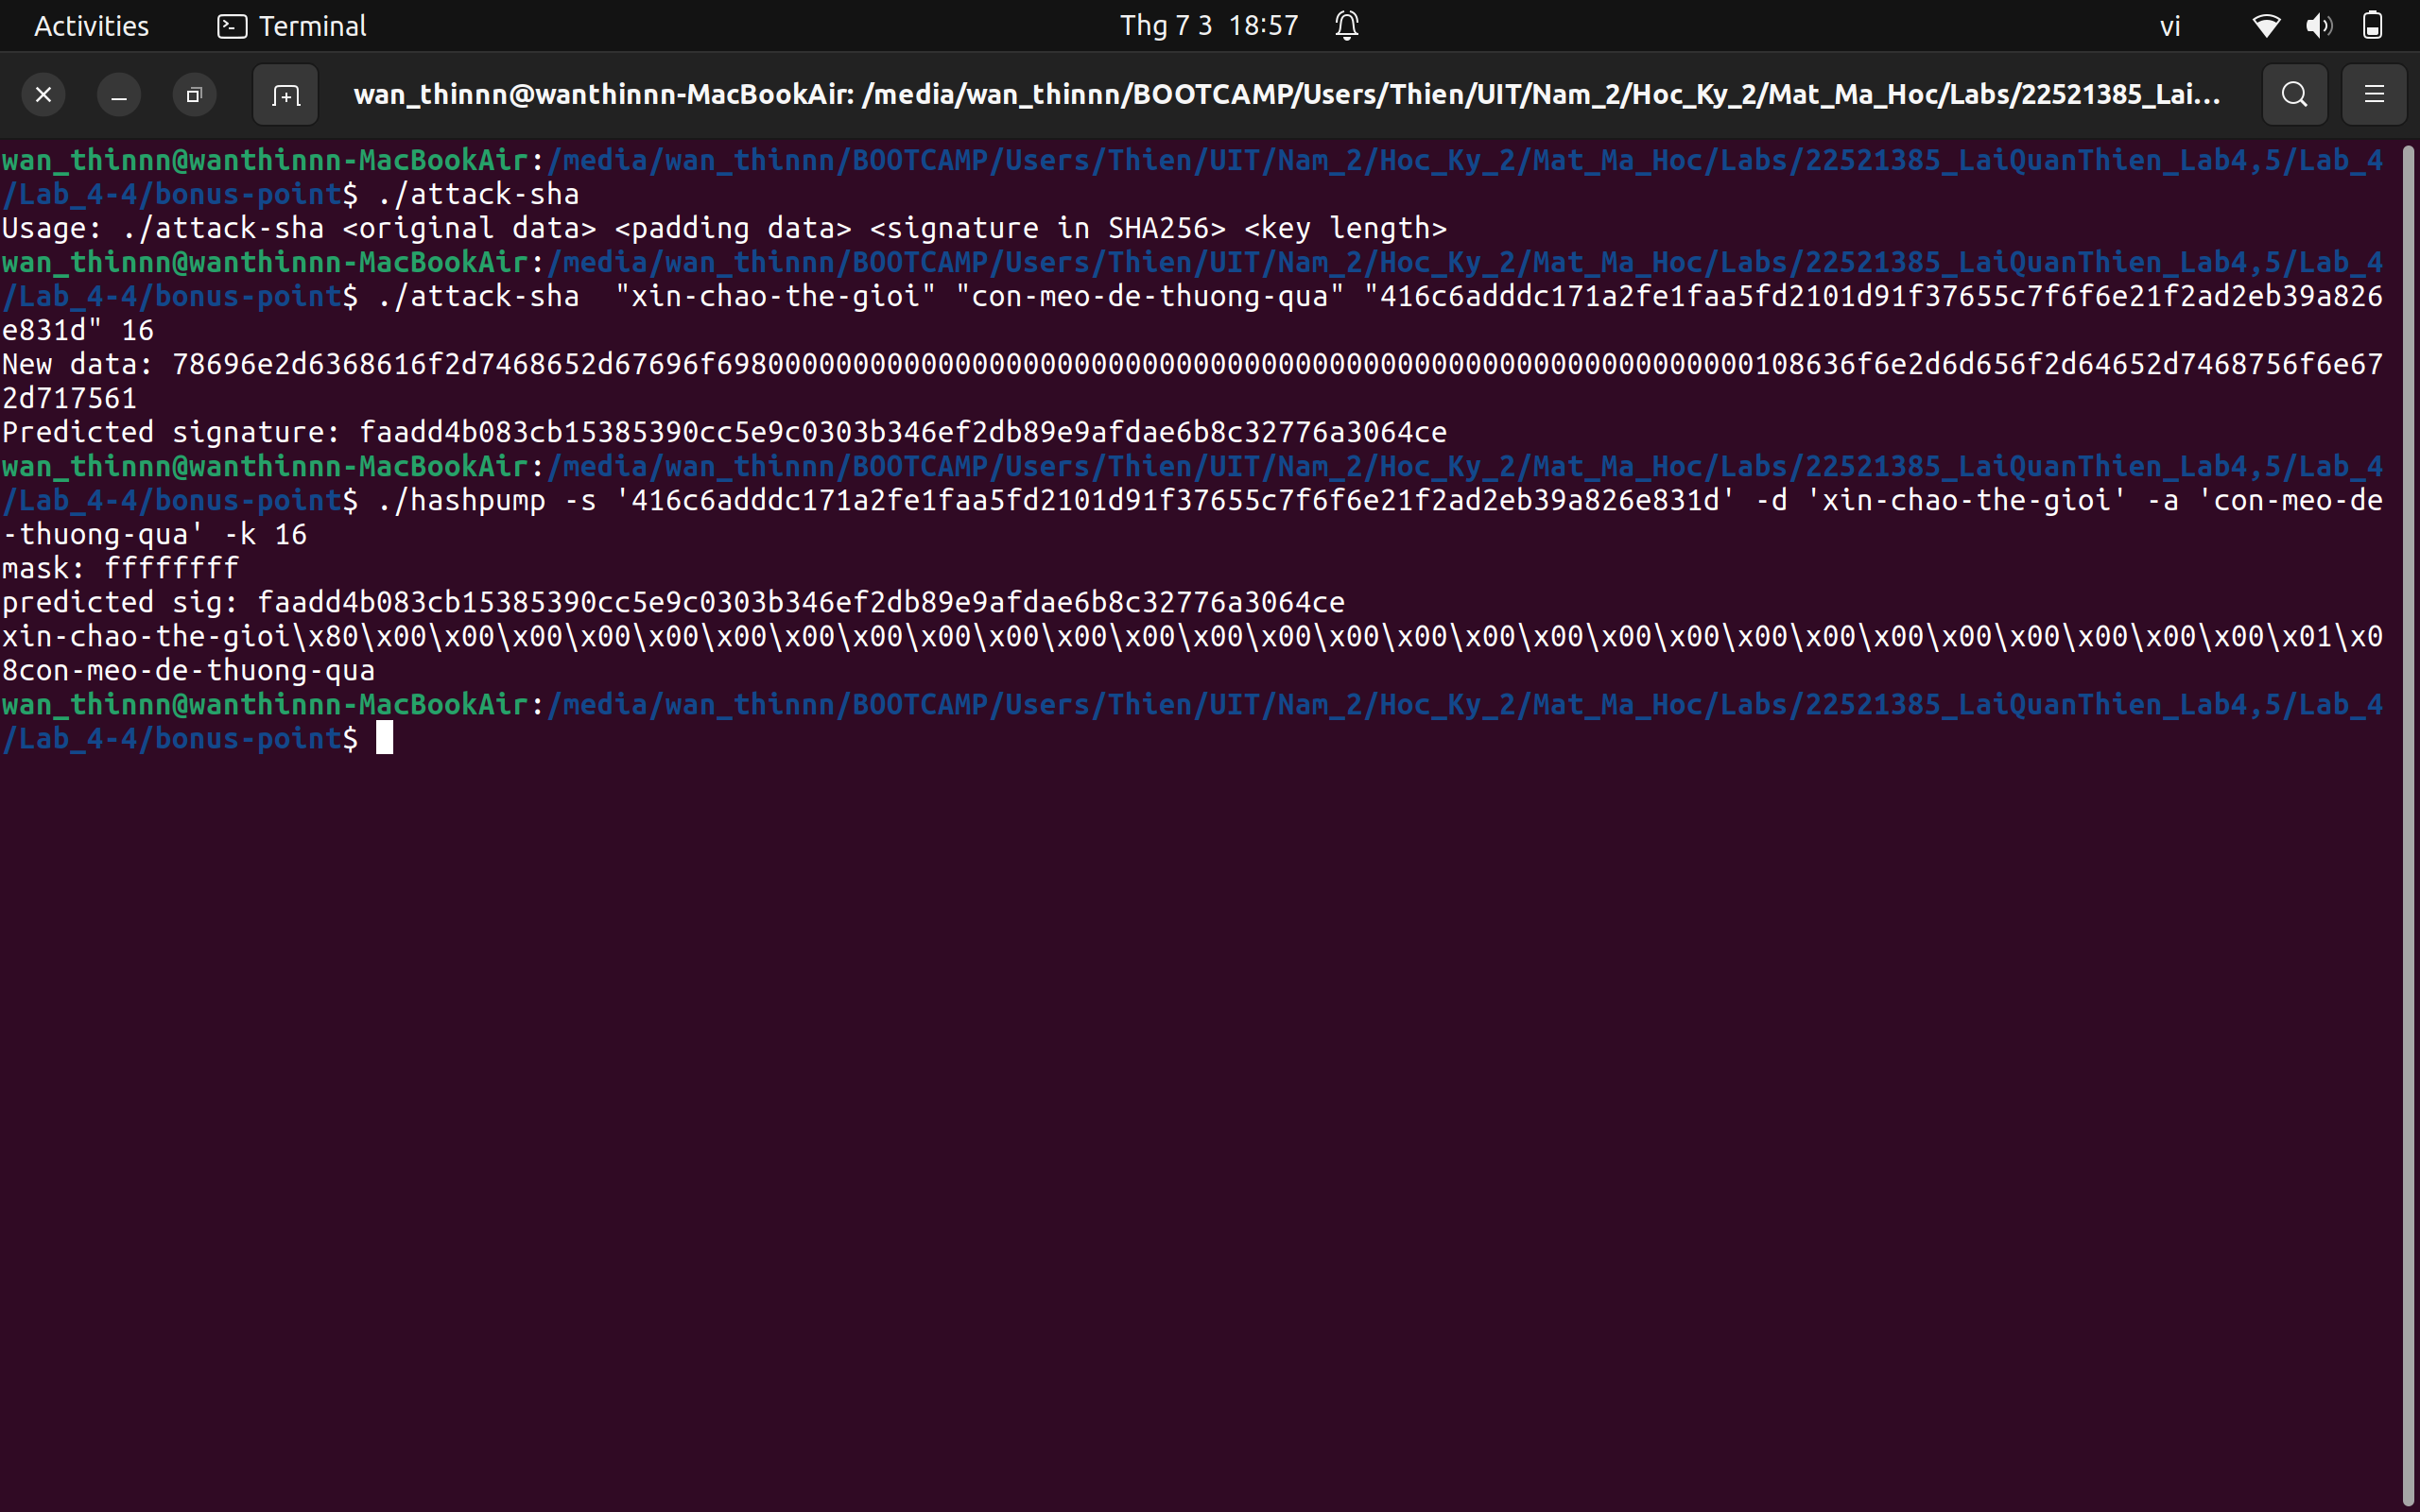 Activities Terminal Thg 7 3 18:57 vi
wan_thinnn@wanthinnn-MacBookAir: /media/wan_thinnn/BOOTCAMP/Users/Thien/UIT/Nam_2/Hoc_Ky_2/Mat_Ma_Hoc/Labs/22521385_Lai...
wan_thinnn@wanthinnn-MacBookAir:/media/wan_thinnn/BOOTCAMP/Users/Thien/UIT/Nam_2/Hoc_Ky_2/Mat_Ma_Hoc/Labs/22521385_LaiQuanThien_Lab4,5/Lab_4
/Lab_4-4/bonus-point$ ./attack-sha
Usage: ./attack-sha <original data> <padding data> <signature in SHA256> <key length>
wan_thinnn@wanthinnn-MacBookAir:/media/wan_thinnn/BOOTCAMP/Users/Thien/UIT/Nam_2/Hoc_Ky_2/Mat_Ma_Hoc/Labs/22521385_LaiQuanThien_Lab4,5/Lab_4
/Lab_4-4/bonus-point$ ./attack-sha  "xin-chao-the-gioi" "con-meo-de-thuong-qua" "416c6adddc171a2fe1faa5fd2101d91f37655c7f6f6e21f2ad2eb39a826
e831d" 16
New data: 78696e2d6368616f2d7468652d67696f69800000000000000000000000000000000000000000000000000000000000000108636f6e2d6d656f2d64652d7468756f6e67
2d717561
Predicted signature: faadd4b083cb15385390cc5e9c0303b346ef2db89e9afdae6b8c32776a3064ce
wan_thinnn@wanthinnn-MacBookAir:/media/wan_thinnn/BOOTCAMP/Users/Thien/UIT/Nam_2/Hoc_Ky_2/Mat_Ma_Hoc/Labs/22521385_LaiQuanThien_Lab4,5/Lab_4
/Lab_4-4/bonus-point$ ./hashpump -s '416c6adddc171a2fe1faa5fd2101d91f37655c7f6f6e21f2ad2eb39a826e831d' -d 'xin-chao-the-gioi' -a 'con-meo-de
-thuong-qua' -k 16
mask: ffffffff
predicted sig: faadd4b083cb15385390cc5e9c0303b346ef2db89e9afdae6b8c32776a3064ce
xin-chao-the-gioi\x80\x00\x00\x00\x00\x00\x00\x00\x00\x00\x00\x00\x00\x00\x00\x00\x00\x00\x00\x00\x00\x00\x00\x00\x00\x00\x00\x00\x00\x01\x0
8con-meo-de-thuong-qua
wan_thinnn@wanthinnn-MacBookAir:/media/wan_thinnn/BOOTCAMP/Users/Thien/UIT/Nam_2/Hoc_Ky_2/Mat_Ma_Hoc/Labs/22521385_LaiQuanThien_Lab4,5/Lab_4
/Lab_4-4/bonus-point$